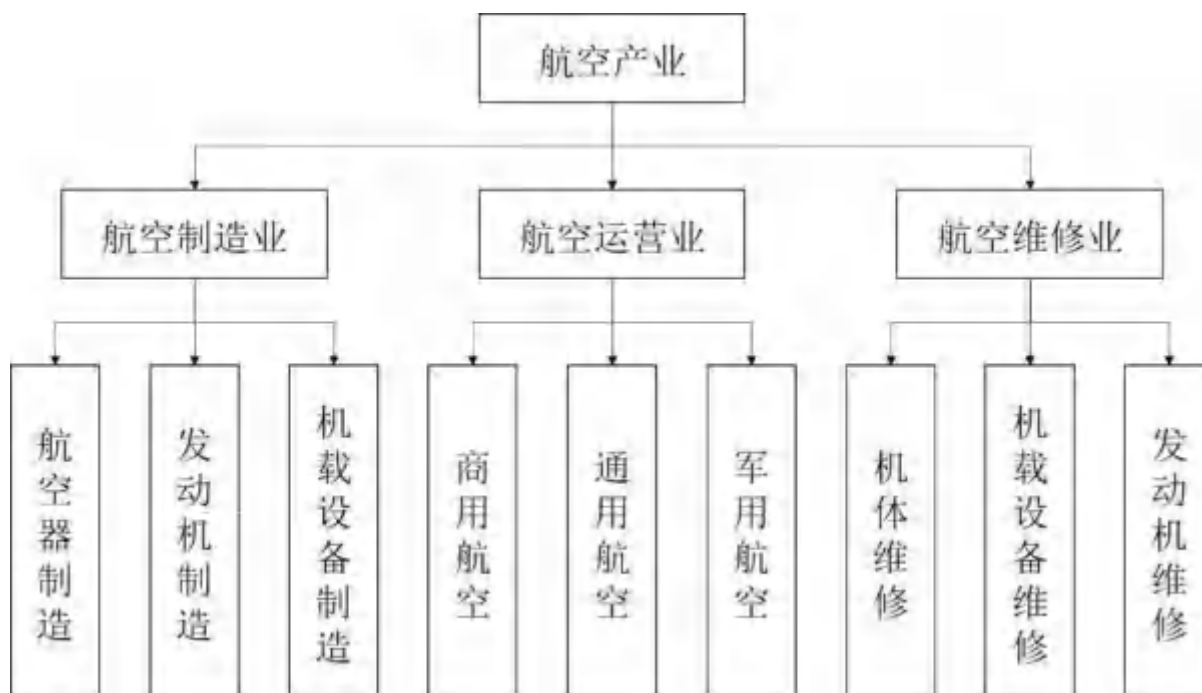 航空产业
航空制造业
航空运营业
航空维修业
航空器制造
发动机制造
机载设备制造
商用航空
通用航空
军用航空
机体维修
机载设备维修
发动机维修